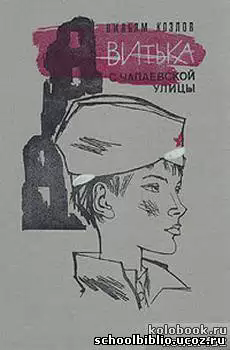 ВИЛЬЯМ КОЗЛОВ
ВИТЬКА
С ЧАПАЕВСКОЙ
УЛИЦЫ
kolobook.ru
schoolbiblio.ucoz.ru